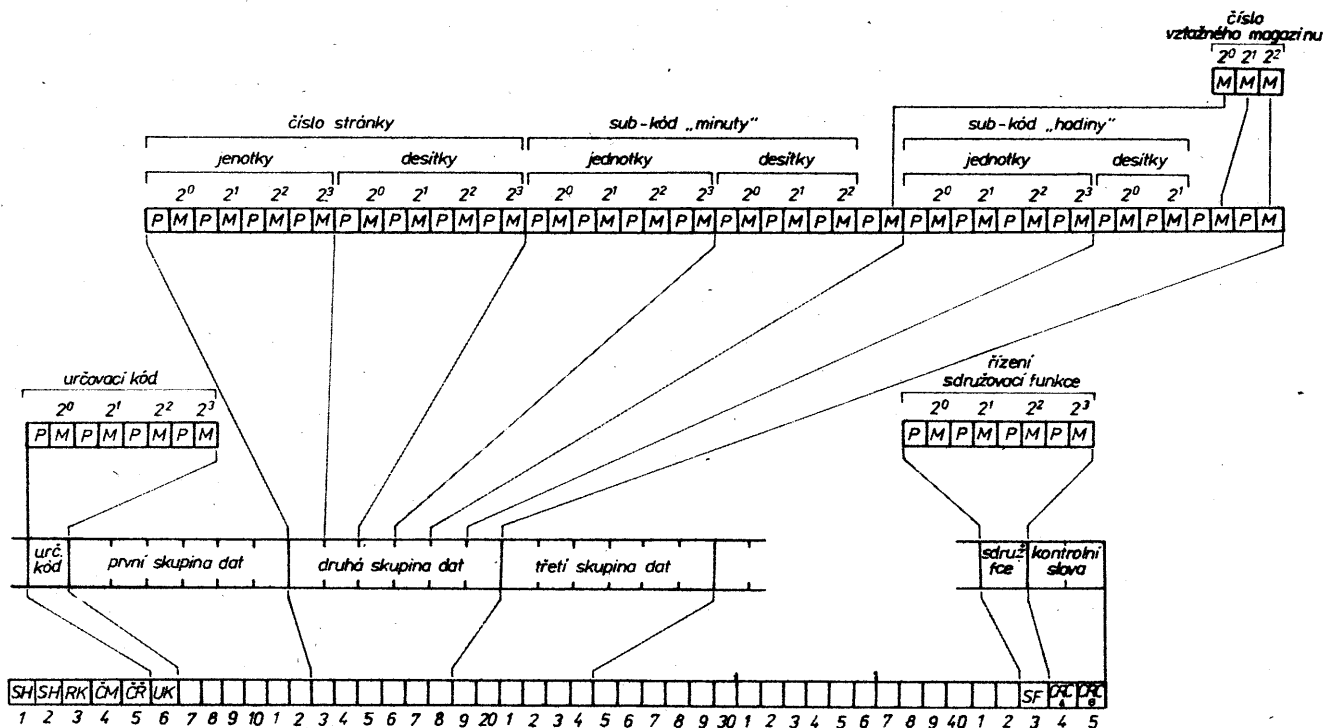 číslo
vztažného magazinu
2⁰ 2¹ 2²
M M M
číslo stránky sub-kód „minuty" sub-kód „hodiny"
jenotky desítky jednotky desítky jednotky desítky
2⁰ 2¹ 2² 2³ 2⁰ 2¹ 2² 2³ 2⁰ 2¹ 2² 2³ 2⁰ 2¹ 2² 2⁰ 2¹ 2² 2³ 2⁰ 2¹
P M P M P M P M P M P M P M P M P M P M P M P M P M P M P M P M P M P M P M P M P M P M P M P M
určovací kód
2⁰ 2¹ 2² 2³
P M P M P M P M
řízení
sdružovací funkce
2⁰ 2¹ 2² 2³
P M P M P M P M
urč.
kód
první skupina dat
druhá skupina dat
třetí skupina dat
sdruž
fce
kontrolní
slova
SH SH RK ČM ČŘ UK SF CRC CRC
1 2 3 4 5 6 7 8 9 10 1 2 3 4 5 6 7 8 9 20 1 2 3 4 5 6 7 8 9 30 1 2 3 4 5 6 7 8 9 40 1 2 3 4 5